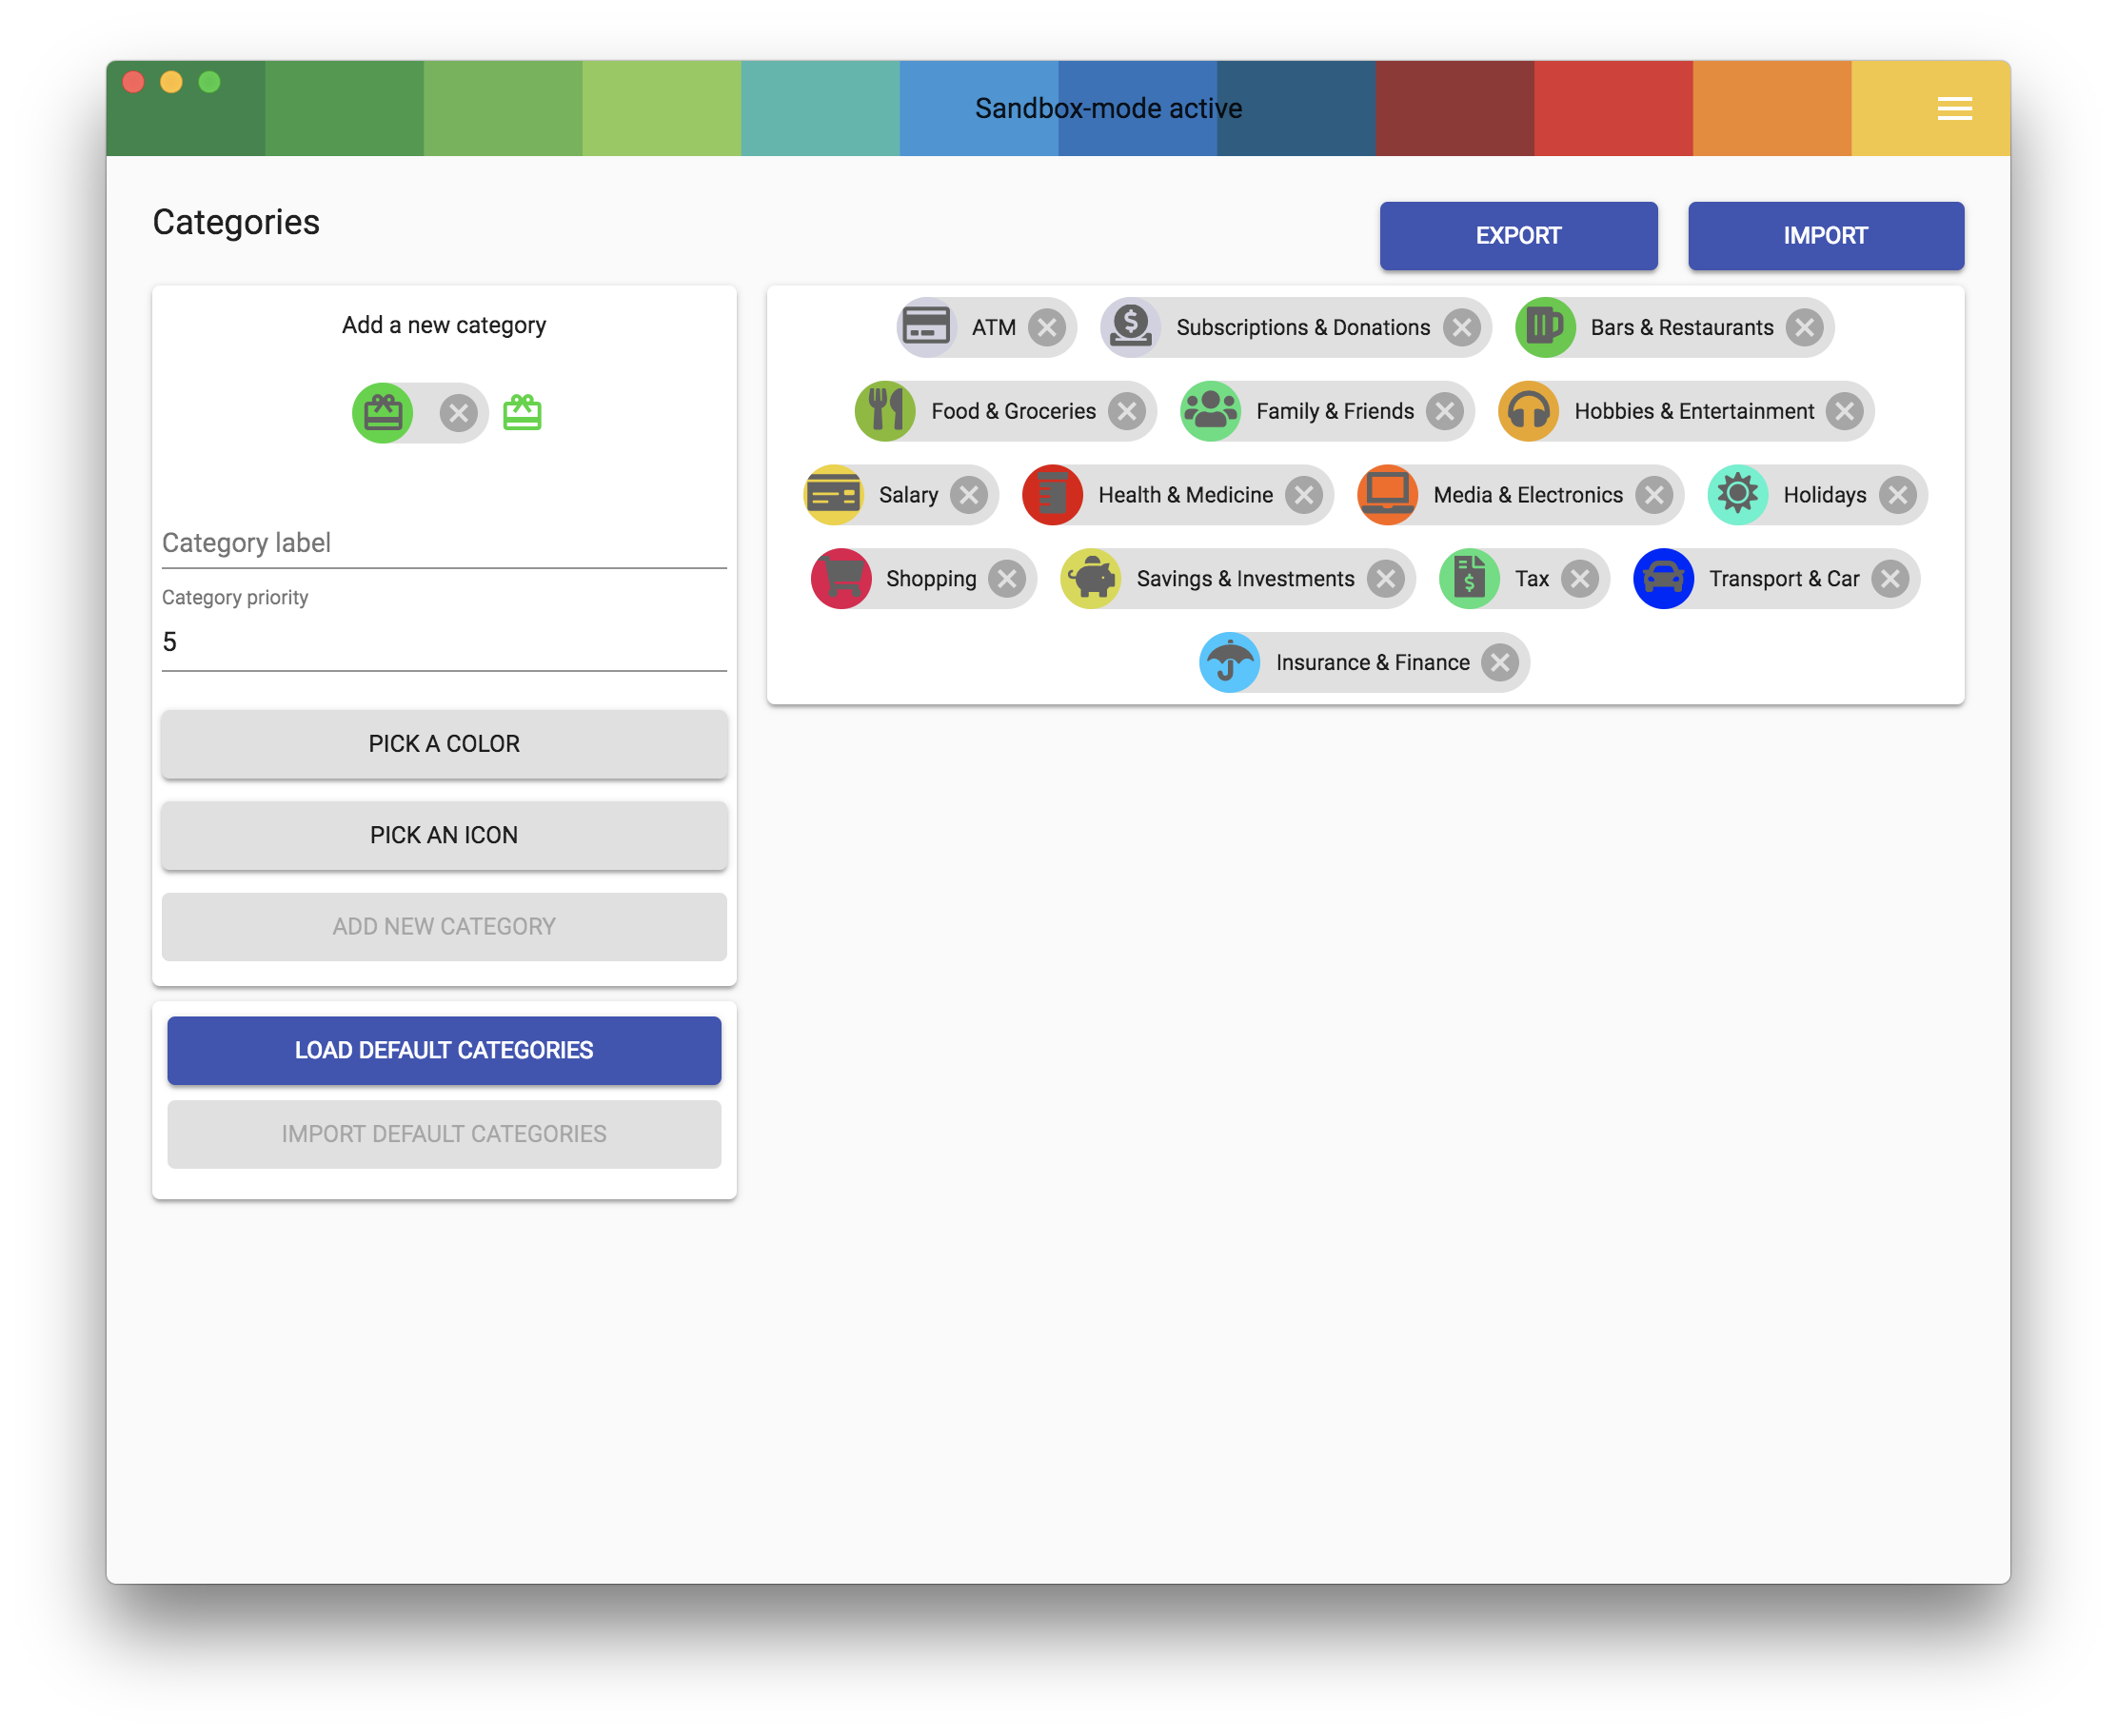 Sandbox-mode active
Categories
EXPORT
IMPORT
Add a new category
Category label
Category priority
5
PICK A COLOR
PICK AN ICON
ADD NEW CATEGORY
LOAD DEFAULT CATEGORIES
IMPORT DEFAULT CATEGORIES
ATM
Subscriptions & Donations
Bars & Restaurants
Food & Groceries
Family & Friends
Hobbies & Entertainment
Salary
Health & Medicine
Media & Electronics
Holidays
Shopping
Savings & Investments
Tax
Transport & Car
Insurance & Finance